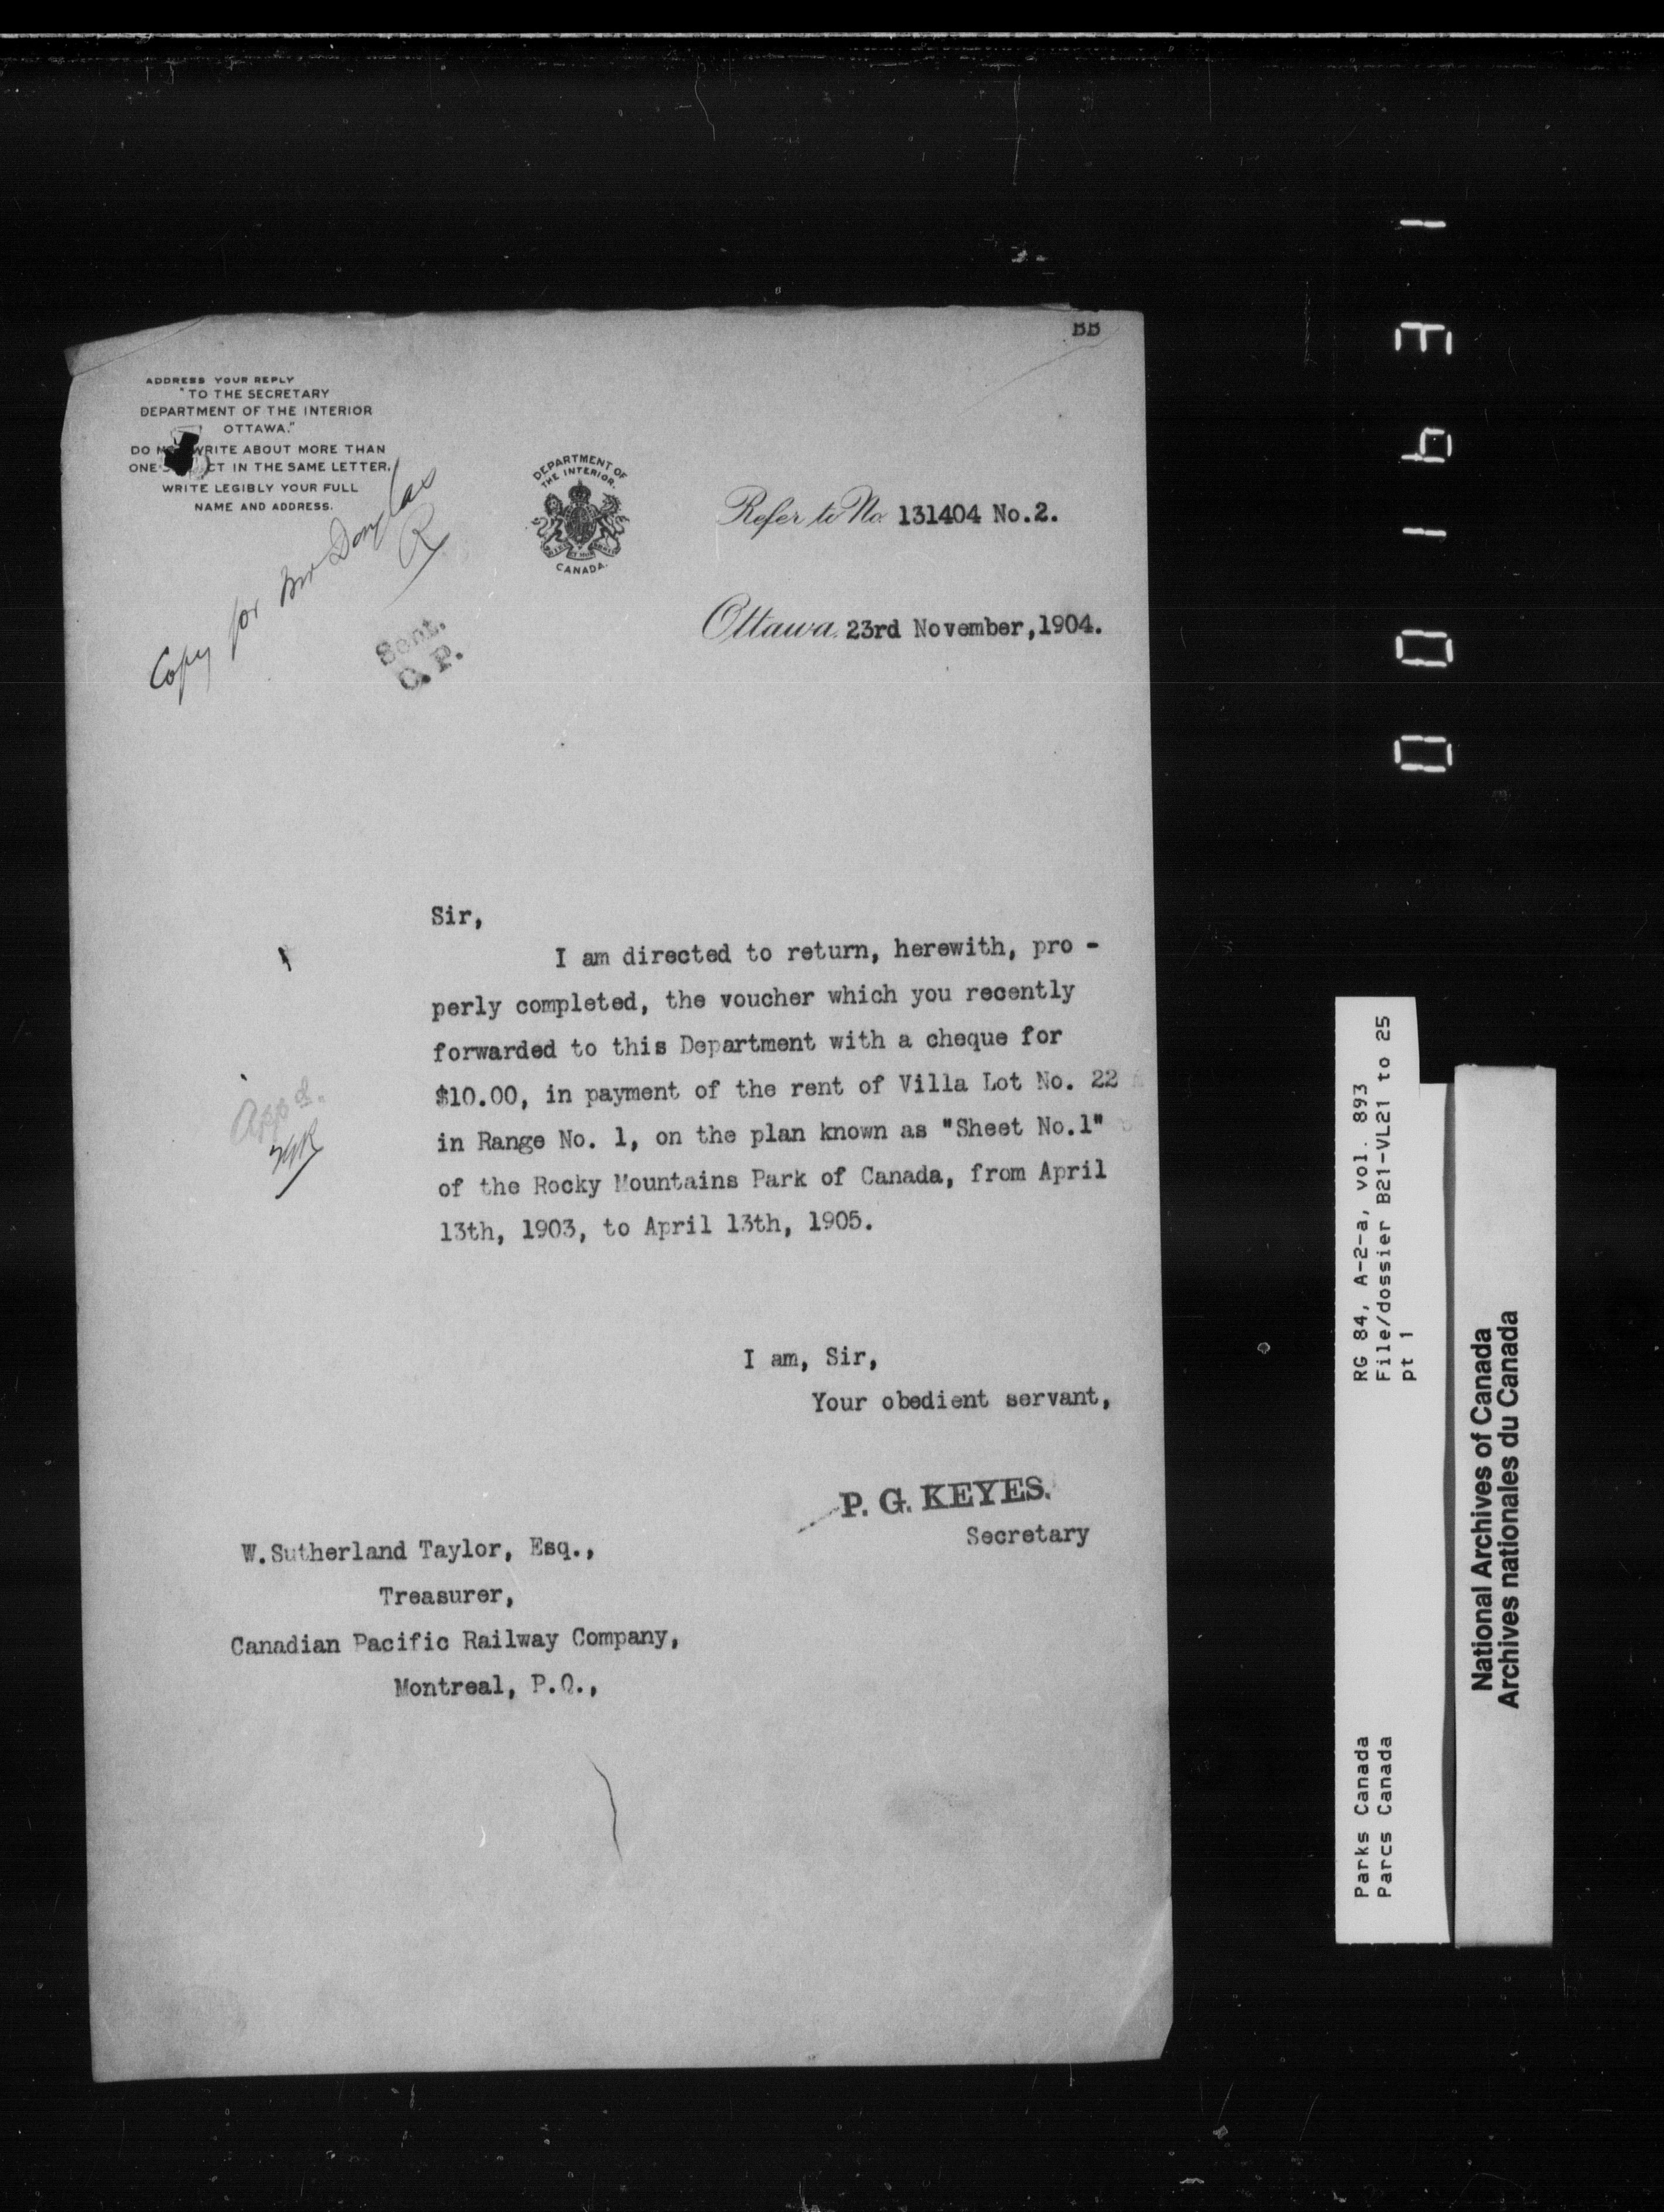 BB
ADDRESS YOUR REPLY
"TO THE SECRETARY
DEPARTMENT OF THE INTERIOR
OTTAWA."
DO WRITE ABOUT MORE THAN
ONE CT IN THE SAME LETTER.
WRITE LEGIBLY YOUR FULL
NAME AND ADDRESS.
Copy for Mr Douglas
R
Sent.
O. P.
DEPARTMENT OF
THE INTERIOR.
CANADA.
Refer to No. 131404 No.2.
Ottawa. 23rd November,1904.
Sir,
I am directed to return, herewith, pro -
perly completed, the voucher which you recently
forwarded to this Department with a cheque for
$10.00, in payment of the rent of Villa Lot No. 22
in Range No. 1, on the plan known as "Sheet No.1"
of the Rocky Mountains Park of Canada, from April
13th, 1903, to April 13th, 1905.
App'd.
I am, Sir,
Your obedient servant,
P. G. KEYES.
Secretary
W.Sutherland Taylor, Esq.,
Treasurer,
Canadian Pacific Railway Company,
Montreal, P.Q.,
001931
RG 84, A-2-a, vol. 893
File/dossier B21-VL21 to 25
pt 1
Parks Canada
Parcs Canada
National Archives of Canada
Archives nationales du Canada